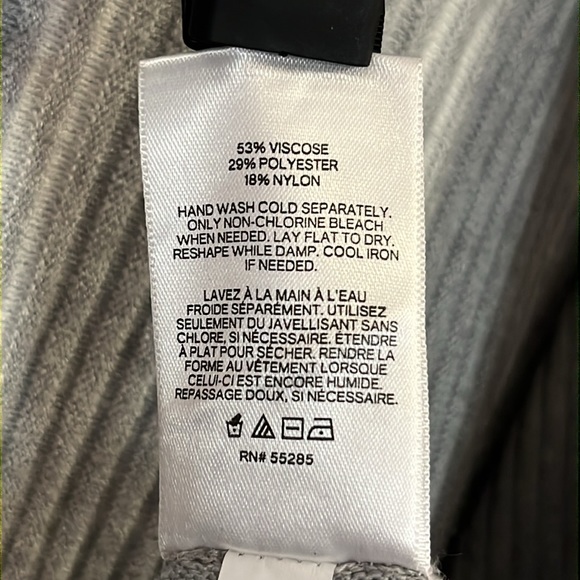 53% VISCOSE
29% POLYESTER
18% NYLON
HAND WASH COLD SEPARATELY.
ONLY NON-CHLORINE BLEACH
WHEN NEEDED. LAY FLAT TO DRY.
RESHAPE WHILE DAMP. COOL IRON
IF NEEDED.
LAVEZ À LA MAIN À L'EAU
FROIDE SÉPARÉMENT. UTILISEZ
SEULEMENT DU JAVELLISANT SANS
CHLORE, SI NÉCESSAIRE. ÉTENDRE
À PLAT POUR SÉCHER. RENDRE LA
FORME AU VÊTEMENT LORSQUE
CELUI-CI EST ENCORE HUMIDE.
REPASSAGE DOUX, SI NÉCESSAIRE.
RN# 55285